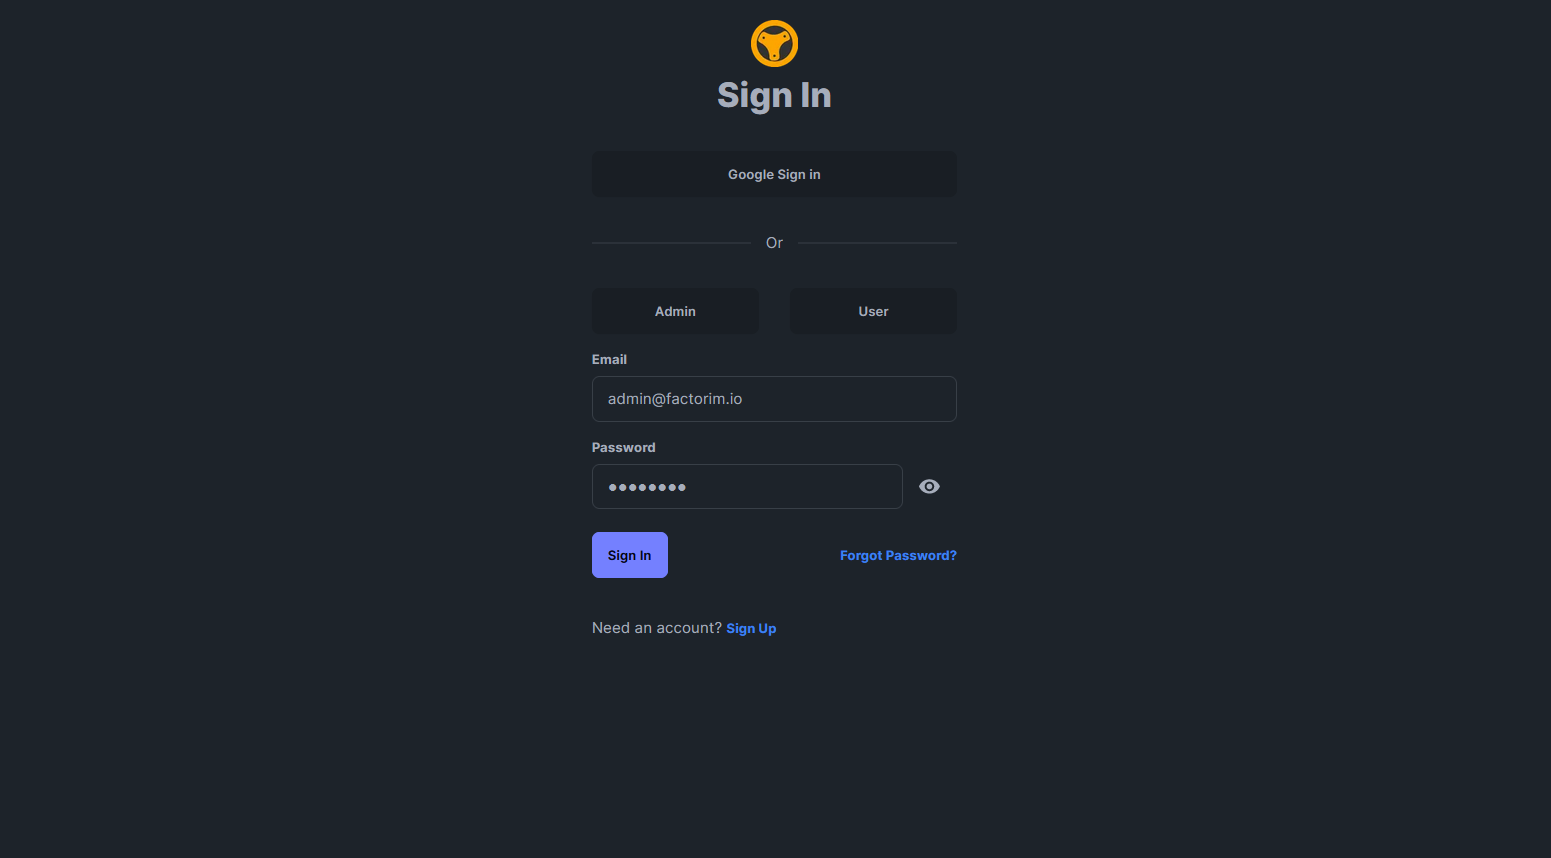 Sign In
Google Sign in
Or
Admin
User
Email
admin@factorim.io
Password
●●●●●●●●
Sign In
Forgot Password?
Need an account? Sign Up